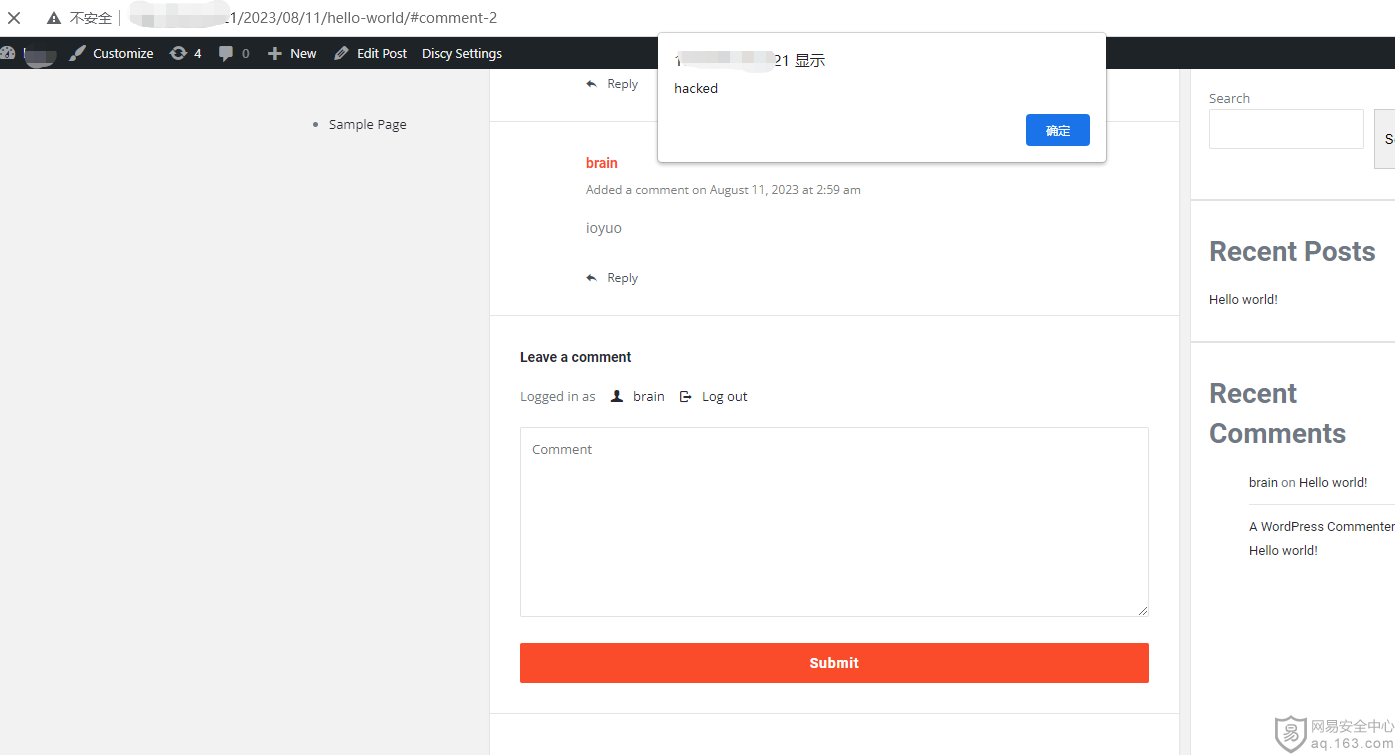 不安全
21/2023/08/11/hello-world/#comment-2
Customize 4 0 New Edit Post Discy Settings
21 显示
hacked
确定
Reply
Sample Page
brain
Added a comment on August 11, 2023 at 2:59 am
ioyuo
Reply
Leave a comment
Logged in as brain Log out
Comment
Submit
Search
Recent Posts
Hello world!
Recent
Comments
brain on Hello world!
A WordPress Commenter
Hello world!
网易安全中心
aq.163.com